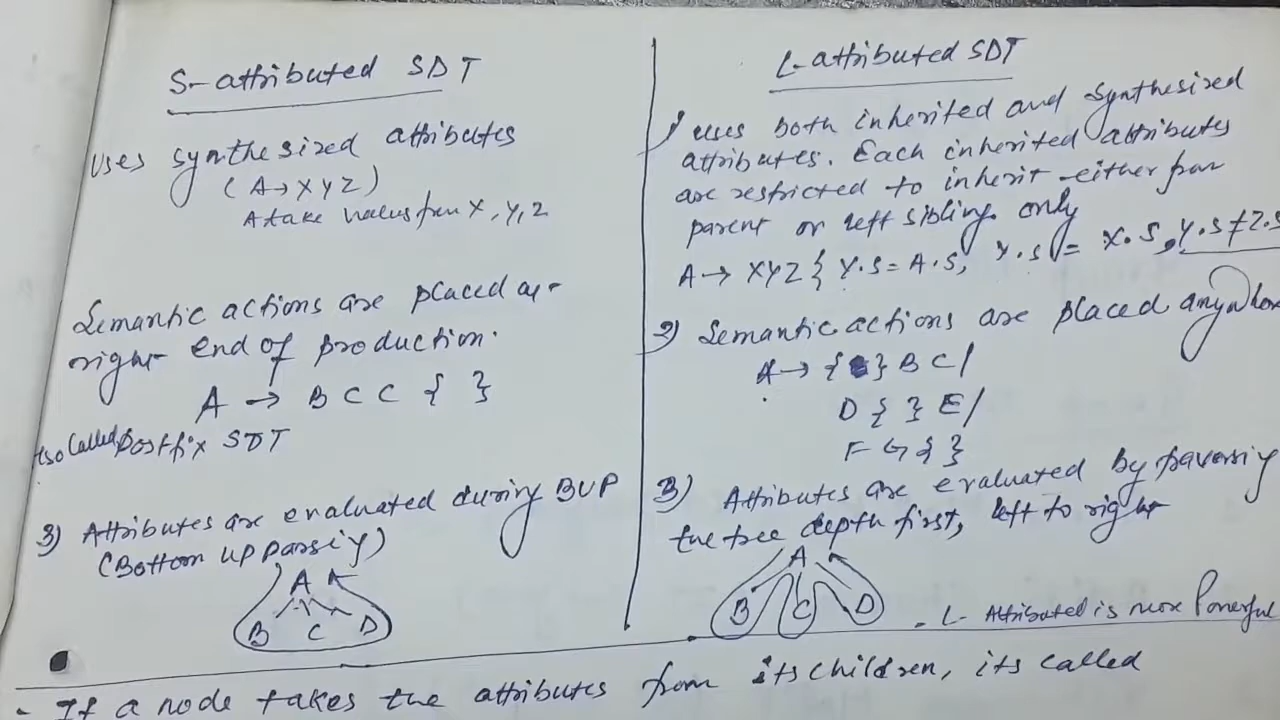 S-attributed SDT
Uses synthesized attributes
(A→XYZ)
A take values from X, Y, Z
Semantic actions are placed at
right end of production.
A → B C C { }
also called postfix SDT
3) Attributes are evaluated during BUP
(Bottom up parsing)
A
B C D
L-attributed SDT
1) uses both inherited and synthesized
attributes. Each inherited attributes
are restricted to inherit either from
parent or left sibling only
A → XYZ { Y.S = A.S, Y.S = X.S, Y.S ≠ Z.S
2) Semantic actions are placed anywhere
A → { } B C /
D { } E /
F G { }
3) Attributes are evaluated by traversing
the tree depth first, left to right
A
B C D
. L- Attributed is more Powerful
- If a node takes the attributes from its children, its called